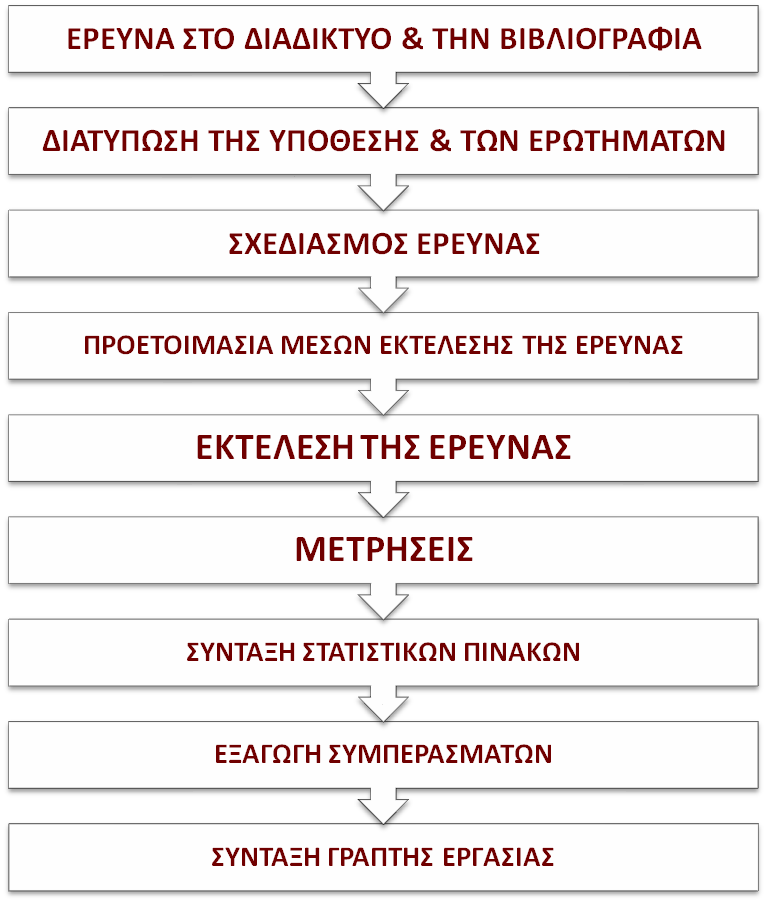 ΕΡΕΥΝΑ ΣΤΟ ΔΙΑΔΙΚΤΥΟ & ΤΗΝ ΒΙΒΛΙΟΓΡΑΦΙΑ
ΔΙΑΤΥΠΩΣΗ ΤΗΣ ΥΠΟΘΕΣΗΣ & ΤΩΝ ΕΡΩΤΗΜΑΤΩΝ
ΣΧΕΔΙΑΣΜΟΣ ΕΡΕΥΝΑΣ
ΠΡΟΕΤΟΙΜΑΣΙΑ ΜΕΣΩΝ ΕΚΤΕΛΕΣΗΣ ΤΗΣ ΕΡΕΥΝΑΣ
ΕΚΤΕΛΕΣΗ ΤΗΣ ΕΡΕΥΝΑΣ
ΜΕΤΡΗΣΕΙΣ
ΣΥΝΤΑΞΗ ΣΤΑΤΙΣΤΙΚΩΝ ΠΙΝΑΚΩΝ
ΕΞΑΓΩΓΗ ΣΥΜΠΕΡΑΣΜΑΤΩΝ
ΣΥΝΤΑΞΗ ΓΡΑΠΤΗΣ ΕΡΓΑΣΙΑΣ